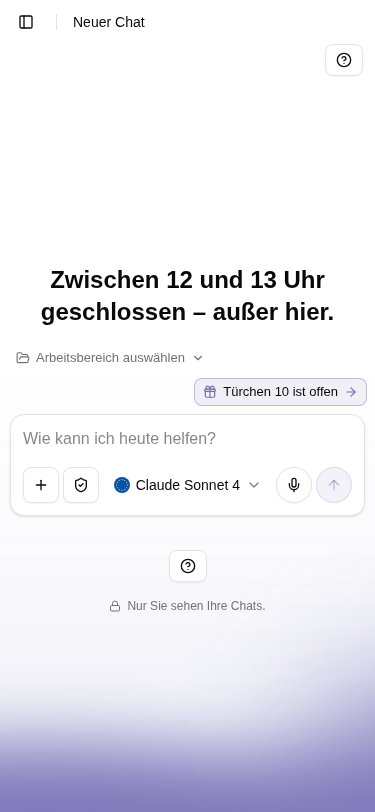 Neuer Chat
Zwischen 12 und 13 Uhr
geschlossen – außer hier.
Arbeitsbereich auswählen
Türchen 10 ist offen
Wie kann ich heute helfen?
Claude Sonnet 4
Nur Sie sehen Ihre Chats.